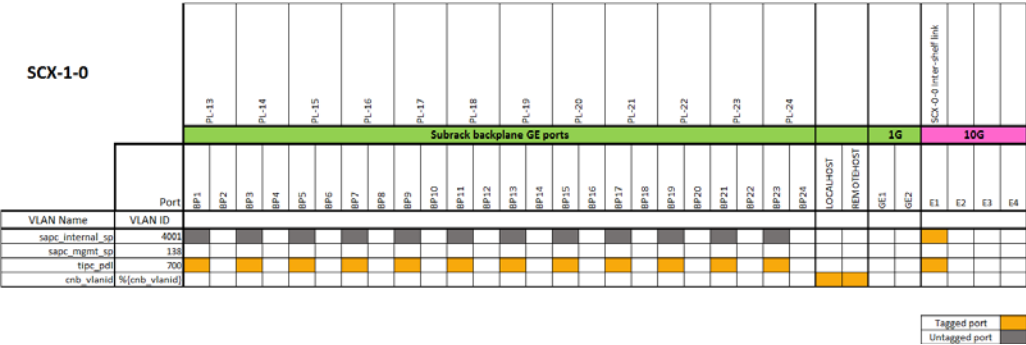 SCX-1-0
PL-13 PL-14 PL-15 PL-16 PL-17 PL-18 PL-19 PL-20 PL-21 PL-22 PL-23 PL-24 SCX-0-0 Inter-shelf link
Subrack backplane GE ports 1G 10G
Port BP1 BP2 BP3 BP4 BP5 BP6 BP7 BP8 BP9 BP10 BP11 BP12 BP13 BP14 BP15 BP16 BP17 BP18 BP19 BP20 BP21 BP22 BP23 BP24 LOCALHOST REMOTEHOST GE1 GE2 E1 E2 E3 E4
VLAN Name VLAN ID
sapc_internal_sp 4001
sapc_mgmt_sp 138
tipc_pdl 700
cnb_vlanid %{cnb_vlanid}
Tagged port
Untagged port